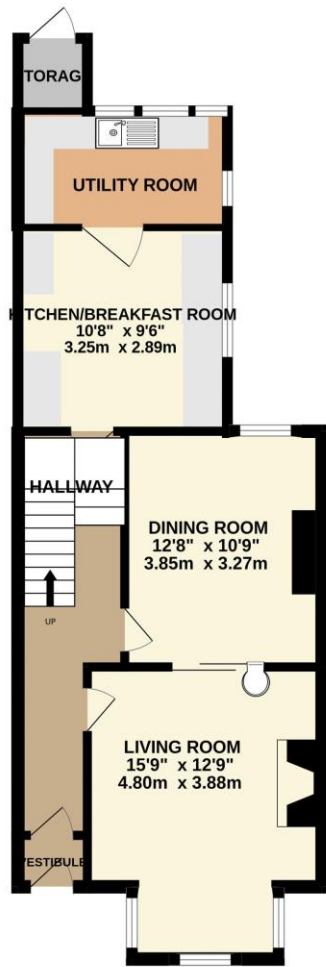 TORAG
UTILITY ROOM
KITCHEN/BREAKFAST ROOM
10'8" x 9'6"
3.25m x 2.89m
HALLWAY
DINING ROOM
12'8" x 10'9"
3.85m x 3.27m
UP
LIVING ROOM
15'9" x 12'9"
4.80m x 3.88m
VESTIBULE